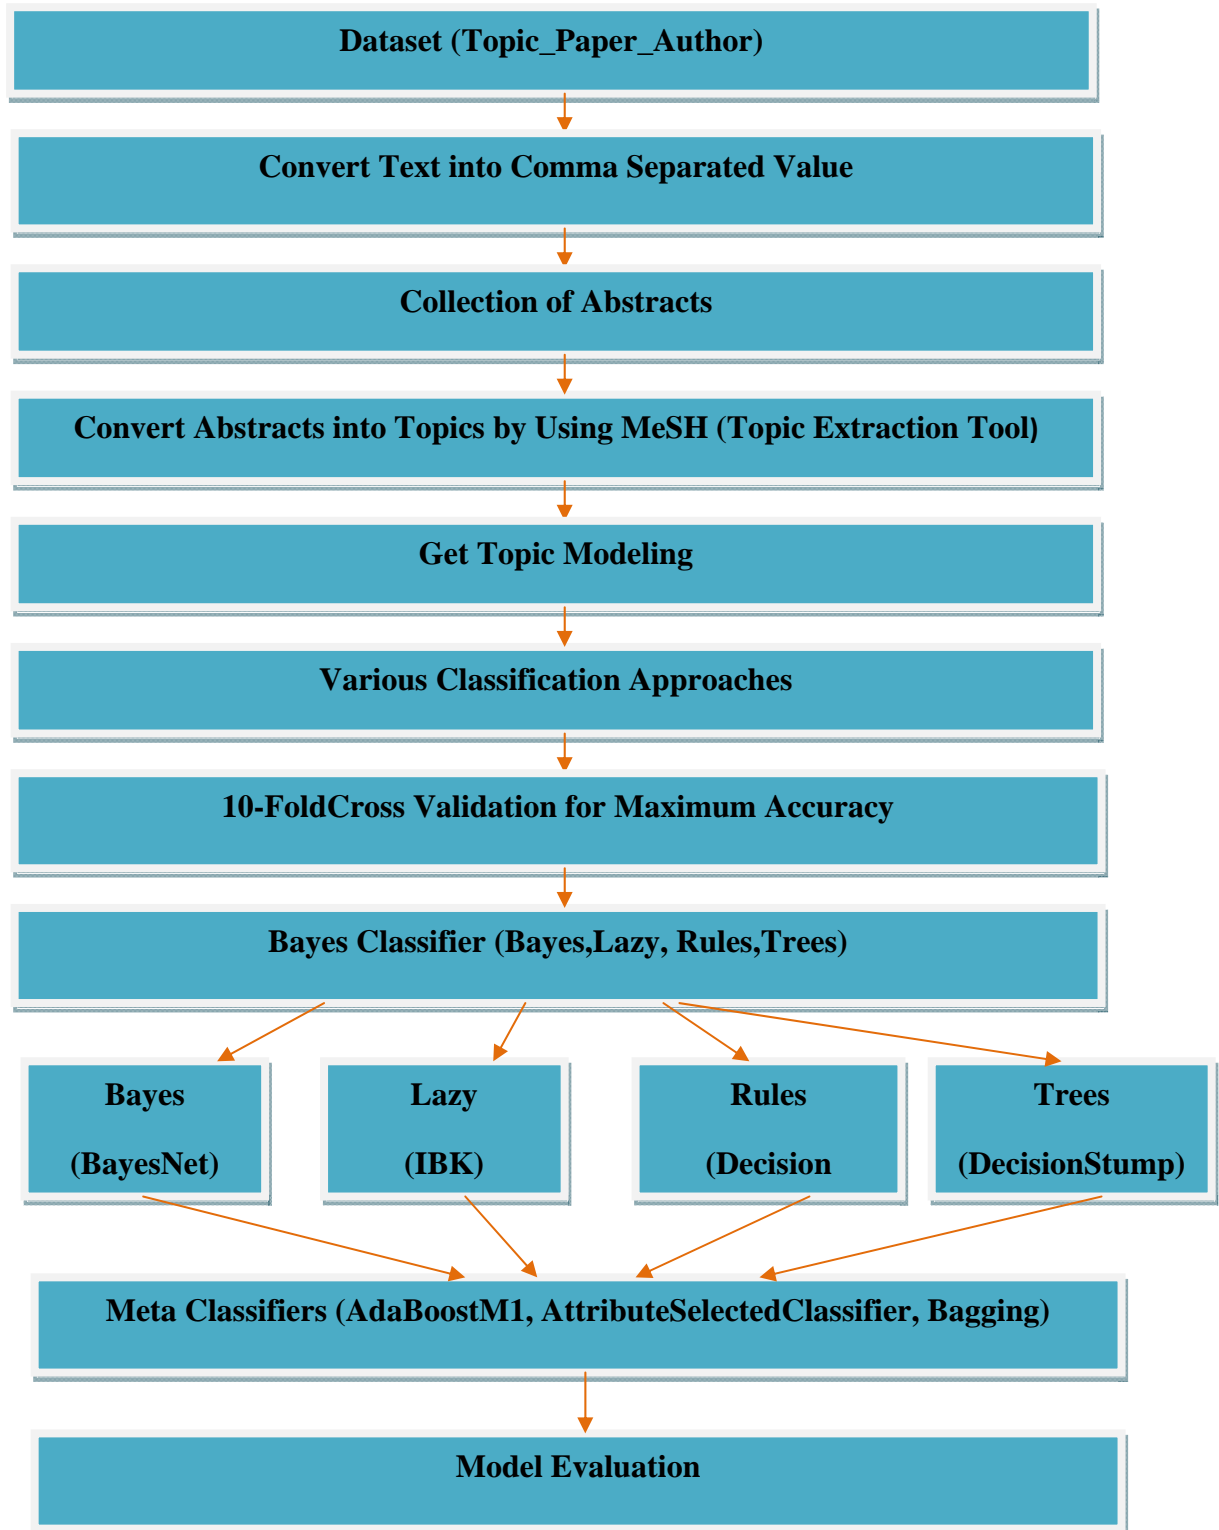 Dataset (Topic_Paper_Author)
Convert Text into Comma Separated Value
Collection of Abstracts
Convert Abstracts into Topics by Using MeSH (Topic Extraction Tool)
Get Topic Modeling
Various Classification Approaches
10-FoldCross Validation for Maximum Accuracy
Bayes Classifier (Bayes,Lazy, Rules,Trees)
Bayes
(BayesNet)
Lazy
(IBK)
Rules
(Decision
Trees
(DecisionStump)
Meta Classifiers (AdaBoostM1, AttributeSelectedClassifier, Bagging)
Model Evaluation